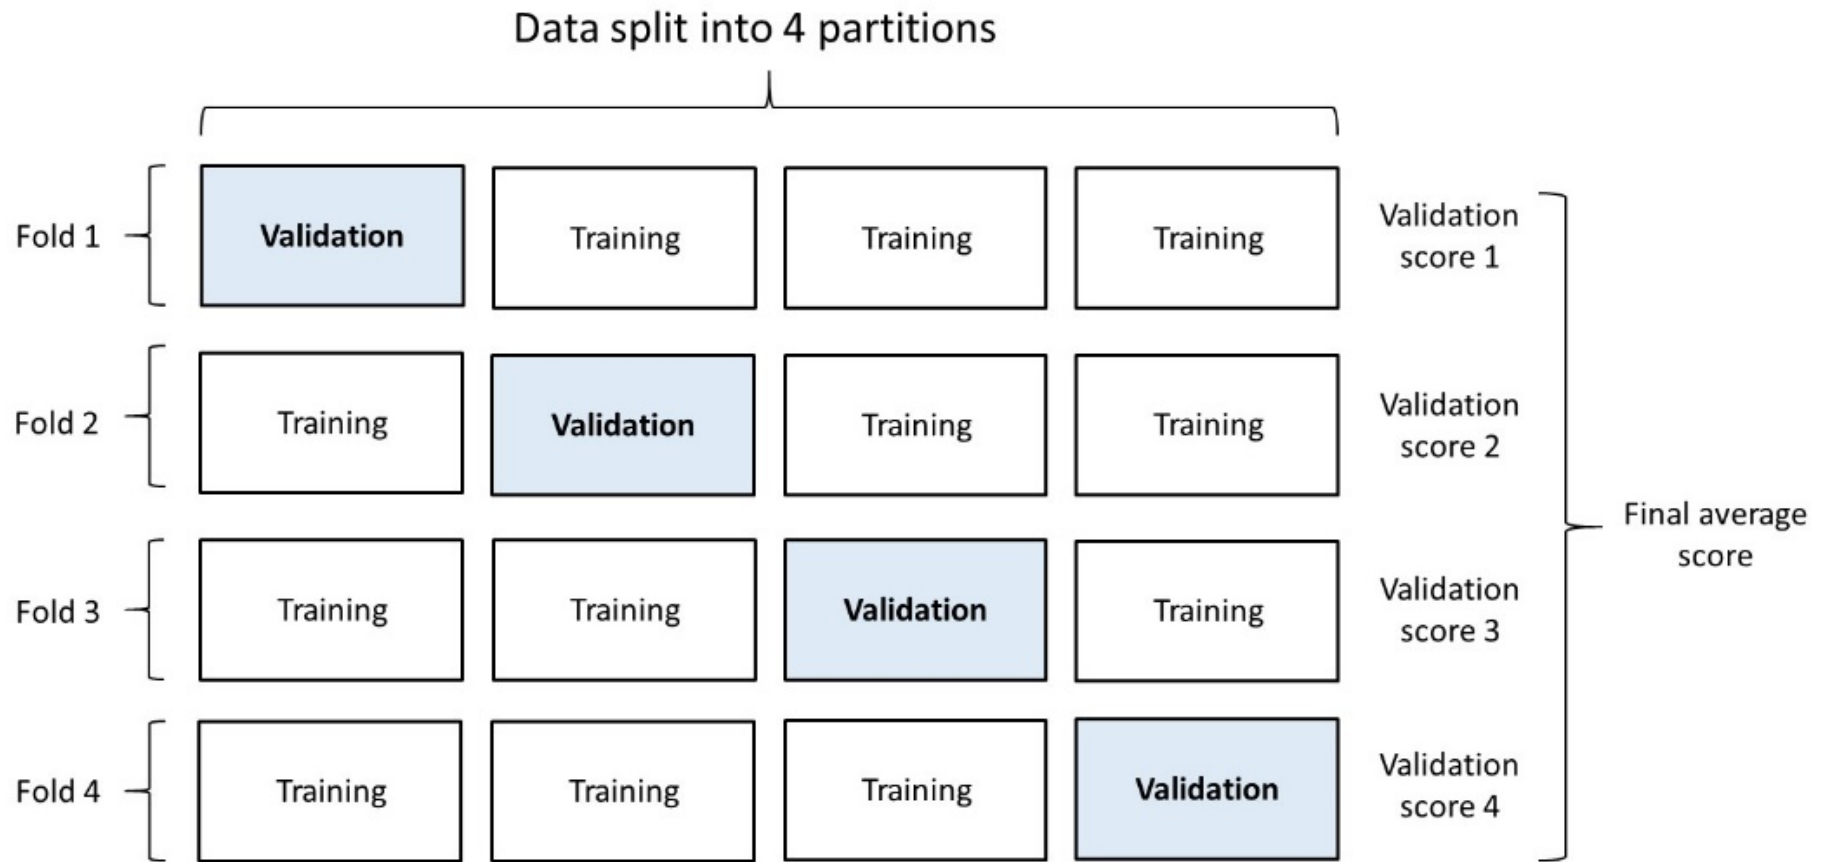 Data split into 4 partitions
Fold 1
Validation
Training
Training
Training
Validation
score 1
Fold 2
Training
Validation
Training
Training
Validation
score 2
Fold 3
Training
Training
Validation
Training
Validation
score 3
Fold 4
Training
Training
Training
Validation
Validation
score 4
Final average
score